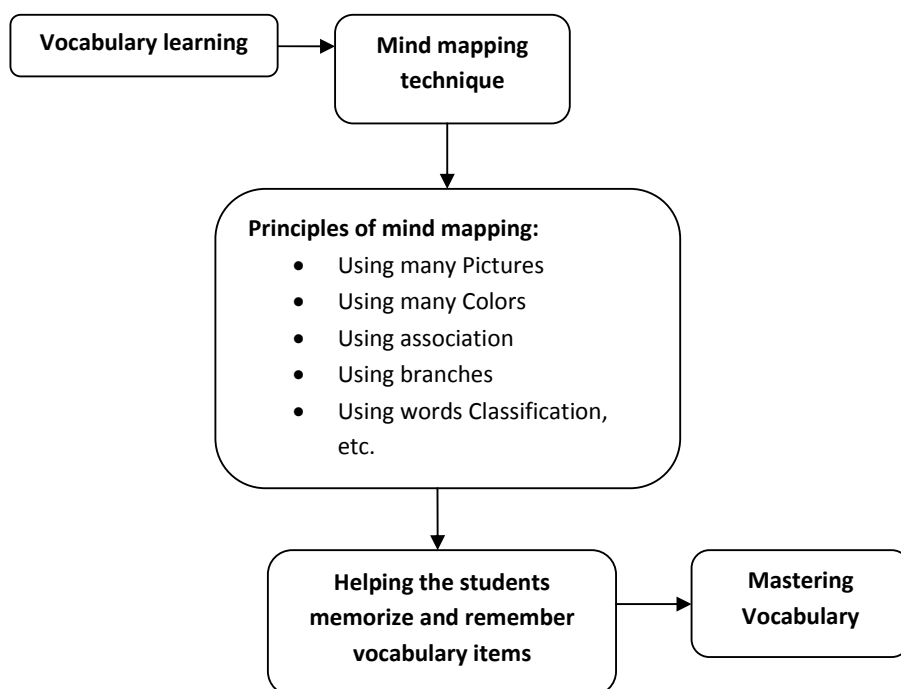 Vocabulary learning
Mind mapping
technique
Principles of mind mapping:
• Using many Pictures
• Using many Colors
• Using association
• Using branches
• Using words Classification,
etc.
Helping the students
memorize and remember
vocabulary items
Mastering
Vocabulary